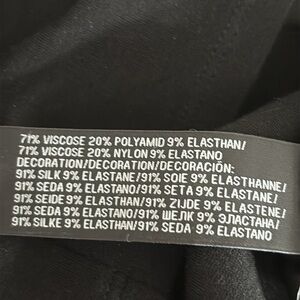 71% VISCOSE 20% POLYAMID 9% ELASTHAN/
71% VISCOSE 20% NYLON 9% ELASTANO
DECORATION/DECORATION/DECORACIÓN:
91% SILK 9% ELASTANE/91% SOIE 9% ELASTHANNE/
91% SEDA 9% ELASTANO/91% SETA 9% ELASTANE/
91% SEIDE 9% ELASTHAN/91% ZIJDE 9% ELASTENE/
91% SEDA 9% ELASTANO/91% ШЕЛК 9% ЭЛАСТАНА/
91% SILKE 9% ELASTHAN/91% SEDA 9% ELASTANO